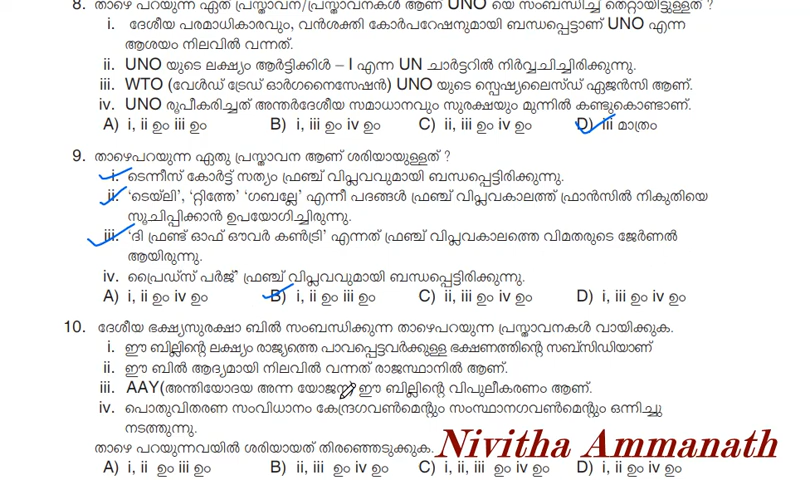 8. താഴെ പറയുന്ന ഏത് പ്രസ്താവന/പ്രസ്താവനകൾ ആണ് UNO യെ സംബന്ധിച്ച് തെറ്റായിട്ടുള്ളത് ?
i. ദേശീയ പരമാധികാരവും, വൻശക്തി കോർപറേഷനുമായി ബന്ധപ്പെട്ടാണ് UNO എന്ന
ആശയം നിലവിൽ വന്നത്.
ii. UNO യുടെ ലക്ഷ്യം ആർട്ടിക്കിൾ – I എന്ന UN ചാർട്ടറിൽ നിർവ്വചിച്ചിരിക്കുന്നു.
iii. WTO (വേൾഡ് ട്രേഡ് ഓർഗനൈസേഷൻ) UNO യുടെ സ്പെഷ്യലൈസ്ഡ് ഏജൻസി ആണ്.
iv. UNO രൂപീകരിച്ചത് അന്തർദേശീയ സമാധാനവും സുരക്ഷയും മുന്നിൽ കണ്ടുകൊണ്ടാണ്.
A) i, ii ഉം iii ഉം B) i, iii ഉം iv ഉം C) ii, iii ഉം iv ഉം D) iii മാത്രം
9. താഴെപറയുന്ന ഏതു പ്രസ്താവന ആണ് ശരിയായുള്ളത് ?
i. ടെന്നീസ് കോർട്ട് സത്യം ഫ്രഞ്ച് വിപ്ലവവുമായി ബന്ധപ്പെട്ടിരിക്കുന്നു.
ii. ‘ടെയ്‌ലി’, ‘റ്റിത്തേ’ ‘ഗബല്ലേ’ എന്നീ പദങ്ങൾ ഫ്രഞ്ച് വിപ്ലവകാലത്ത് ഫ്രാൻസിൽ നികുതിയെ
സൂചിപ്പിക്കാൻ ഉപയോഗിച്ചിരുന്നു.
iii. ‘ദി ഫ്രണ്ട് ഓഫ് ഔവർ കൺട്രി’ എന്നത് ഫ്രഞ്ച് വിപ്ലവകാലത്തെ വിമതരുടെ ജേർണൽ
ആയിരുന്നു.
iv. പ്രൈഡ്സ് പർജ്’ ഫ്രഞ്ച് വിപ്ലവവുമായി ബന്ധപ്പെട്ടിരിക്കുന്നു.
A) i, ii ഉം iv ഉം B) i, ii ഉം iii ഉം C) ii, iii ഉം iv ഉം D) i, iii ഉം iv ഉം
10. ദേശീയ ഭക്ഷ്യസുരക്ഷാ ബിൽ സംബന്ധിക്കുന്ന താഴെപറയുന്ന പ്രസ്താവനകൾ വായിക്കുക.
i. ഈ ബില്ലിന്റെ ലക്ഷ്യം രാജ്യത്തെ പാവപ്പെട്ടവർക്കുള്ള ഭക്ഷണത്തിന്റെ സബ്സിഡിയാണ്
ii. ഈ ബിൽ ആദ്യമായി നിലവിൽ വന്നത് രാജസ്ഥാനിൽ ആണ്.
iii. AAY(അന്തിയോദയ അന്ന യോജന) ഈ ബില്ലിന്റെ വിപുലീകരണം ആണ്.
iv. പൊതുവിതരണ സംവിധാനം കേന്ദ്രഗവൺമെന്റും സംസ്ഥാനഗവൺമെന്റും ഒന്നിച്ചു
നടത്തുന്നു.
താഴെ പറയുന്നവയിൽ ശരിയായത് തിരഞ്ഞെടുക്കുക.
Nivitha Ammanath
A) i, ii ഉം iii ഉം B) ii, iii ഉം iv ഉം C) i, ii, iii ഉം iv ഉം D) i, ii ഉം iv ഉം